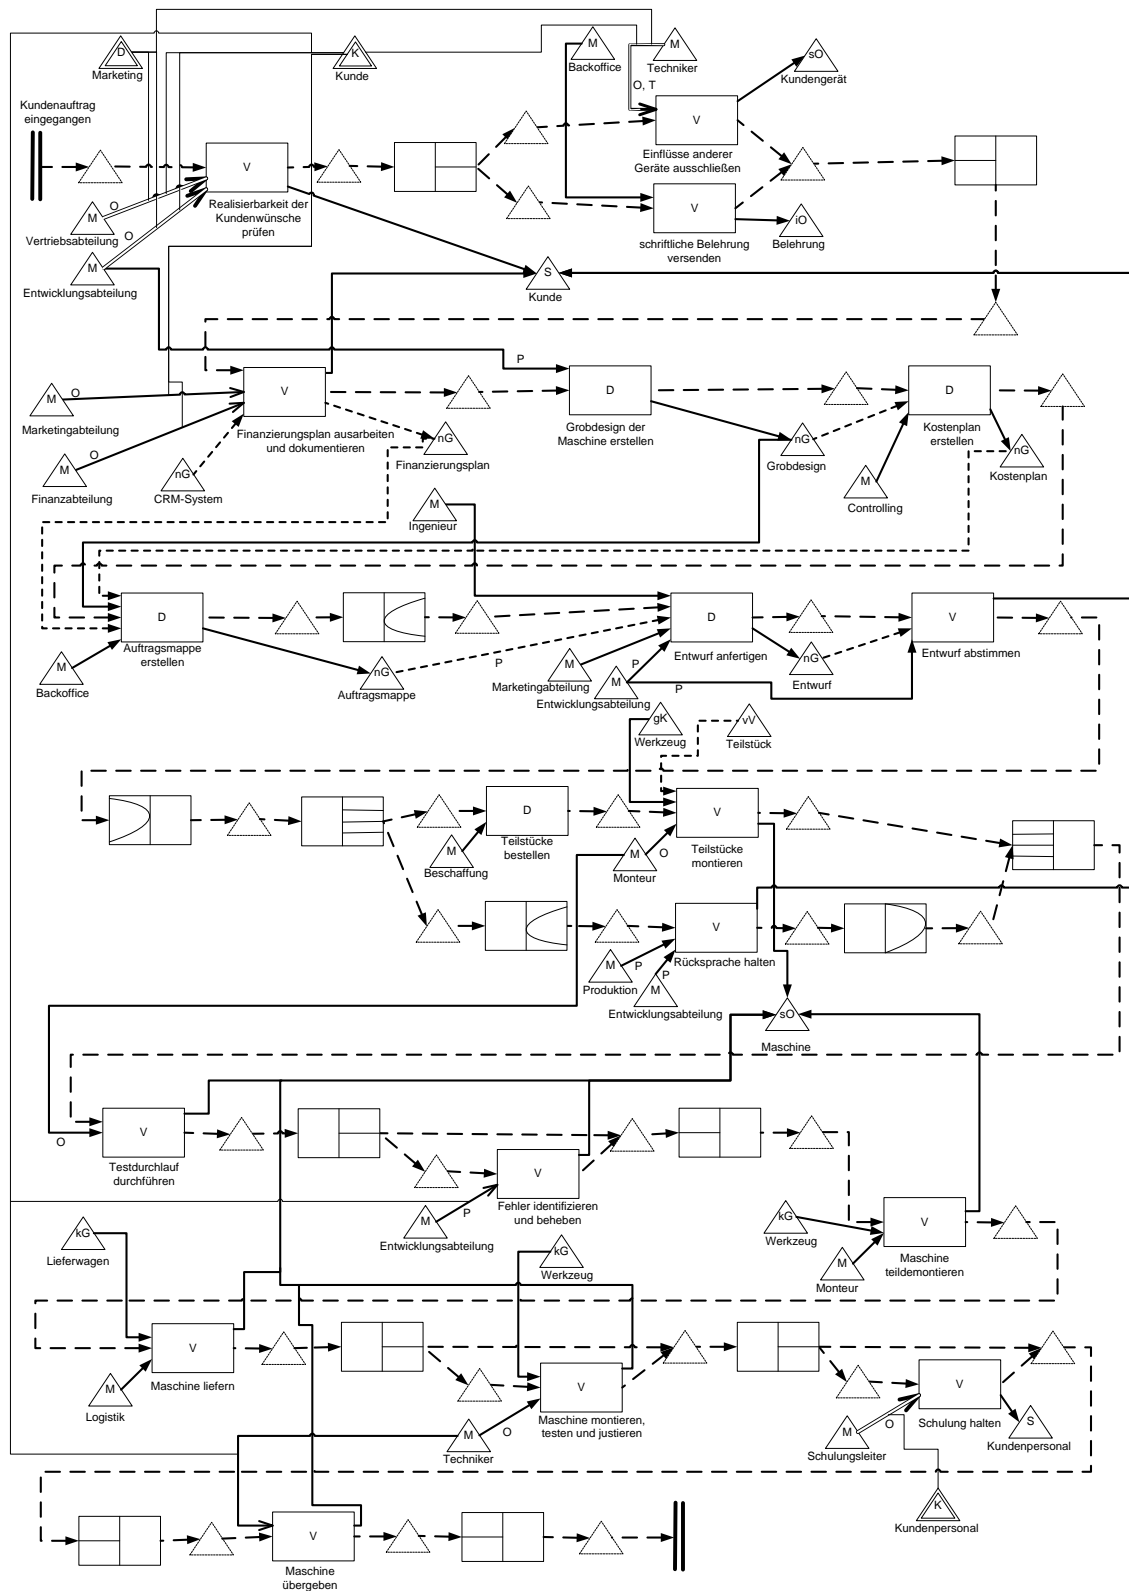 D
Marketing
K
Kunde
M
Backoffice
M
Techniker
sO
Kundengerät
Kundenauftrag
eingegangen
O, T
V
Realisierbarkeit der
Kundenwünsche
prüfen
V
Einflüsse anderer
Geräte ausschließen
V
schriftliche Belehrung
versenden
iO
Belehrung
M
O
Vertriebsabteilung
O
M
Entwicklungsabteilung
S
Kunde
P
M
O
Marketingabteilung
V
Finanzierungsplan ausarbeiten
und dokumentieren
D
Grobdesign der
Maschine erstellen
D
Kostenplan
erstellen
O
M
Finanzabteilung
nG
CRM-System
nG
Finanzierungsplan
nG
Grobdesign
M
Controlling
nG
Kostenplan
M
Ingenieur
D
Auftragsmappe
erstellen
D
Entwurf anfertigen
V
Entwurf abstimmen
M
Backoffice
nG
Auftragsmappe
P
M
Marketingabteilung
P
M
Entwicklungsabteilung
P
nG
Entwurf
gK
Werkzeug
vV
Teilstück
D
Teilstücke
bestellen
V
Teilstücke
montieren
M
Beschaffung
M
Monteur
O
V
Rücksprache halten
M
Produktion
P
P
M
Entwicklungsabteilung
sO
Maschine
O
V
Testdurchlauf
durchführen
V
Fehler identifizieren
und beheben
M
P
Entwicklungsabteilung
kG
Lieferwagen
kG
Werkzeug
kG
Werkzeug
V
Maschine
teildemontieren
M
Monteur
V
Maschine liefern
M
Logistik
V
Maschine montieren,
testen und justieren
M
O
Techniker
V
Schulung halten
M
O
Schulungsleiter
S
Kundenpersonal
K
Kundenpersonal
V
Maschine
übergeben